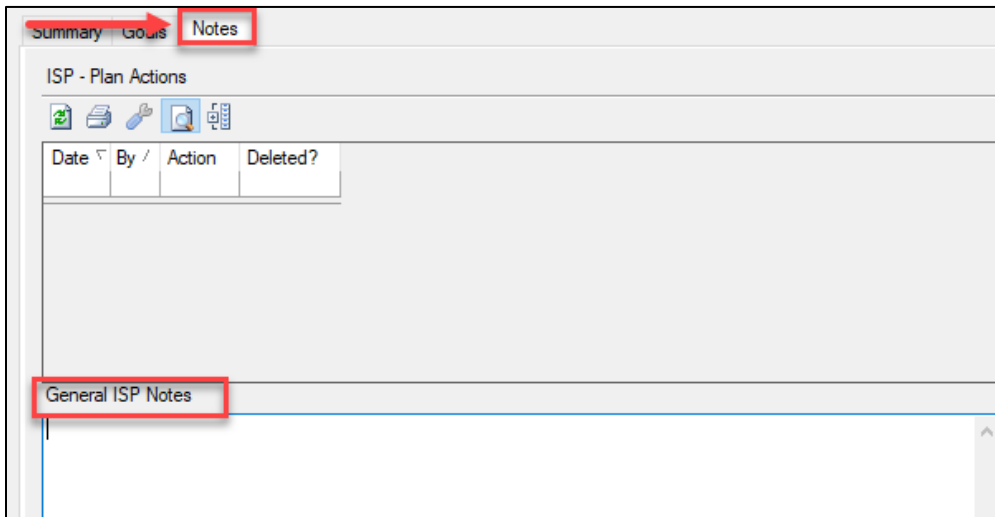 Summary Goals Notes
ISP - Plan Actions
Date By Action Deleted?
General ISP Notes